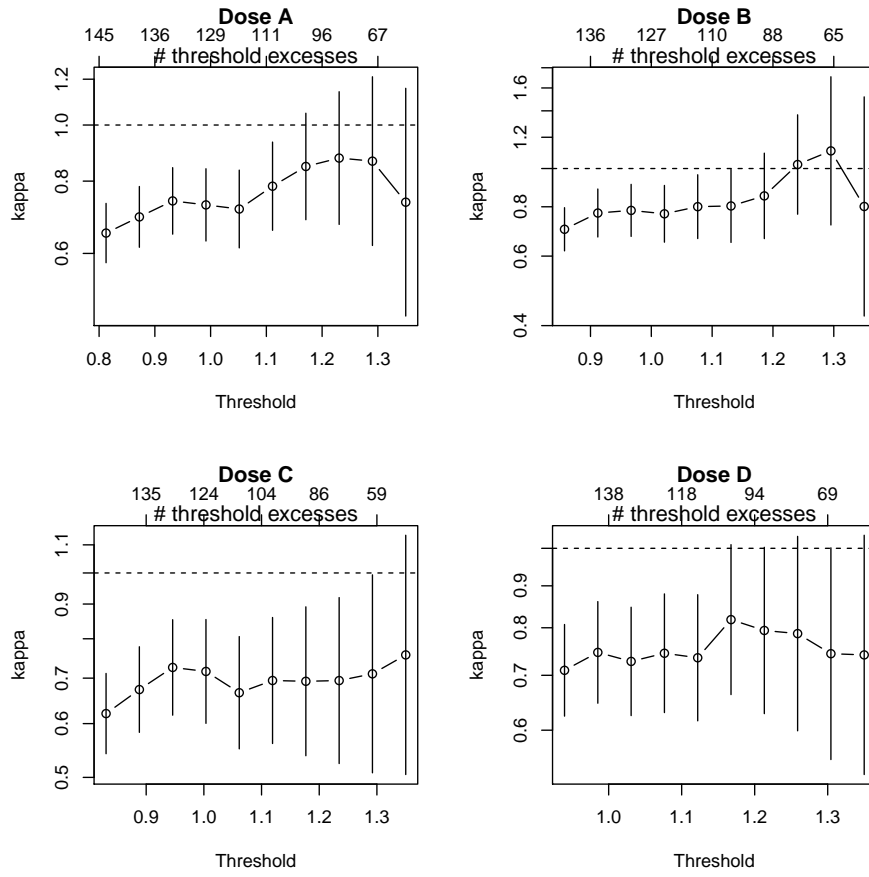 Dose A
145 136 129 111 96 67
# threshold excesses
kappa
1.2
1.0
0.8
0.6
0.8 0.9 1.0 1.1 1.2 1.3
Threshold
Dose B
136 127 110 88 65
# threshold excesses
kappa
1.6
1.2
0.8
0.6
0.4
0.9 1.0 1.1 1.2 1.3
Threshold
Dose C
135 124 104 86 59
# threshold excesses
kappa
1.1
0.9
0.7
0.6
0.5
0.9 1.0 1.1 1.2 1.3
Threshold
Dose D
138 118 94 69
# threshold excesses
kappa
0.9
0.8
0.7
0.6
1.0 1.1 1.2 1.3
Threshold